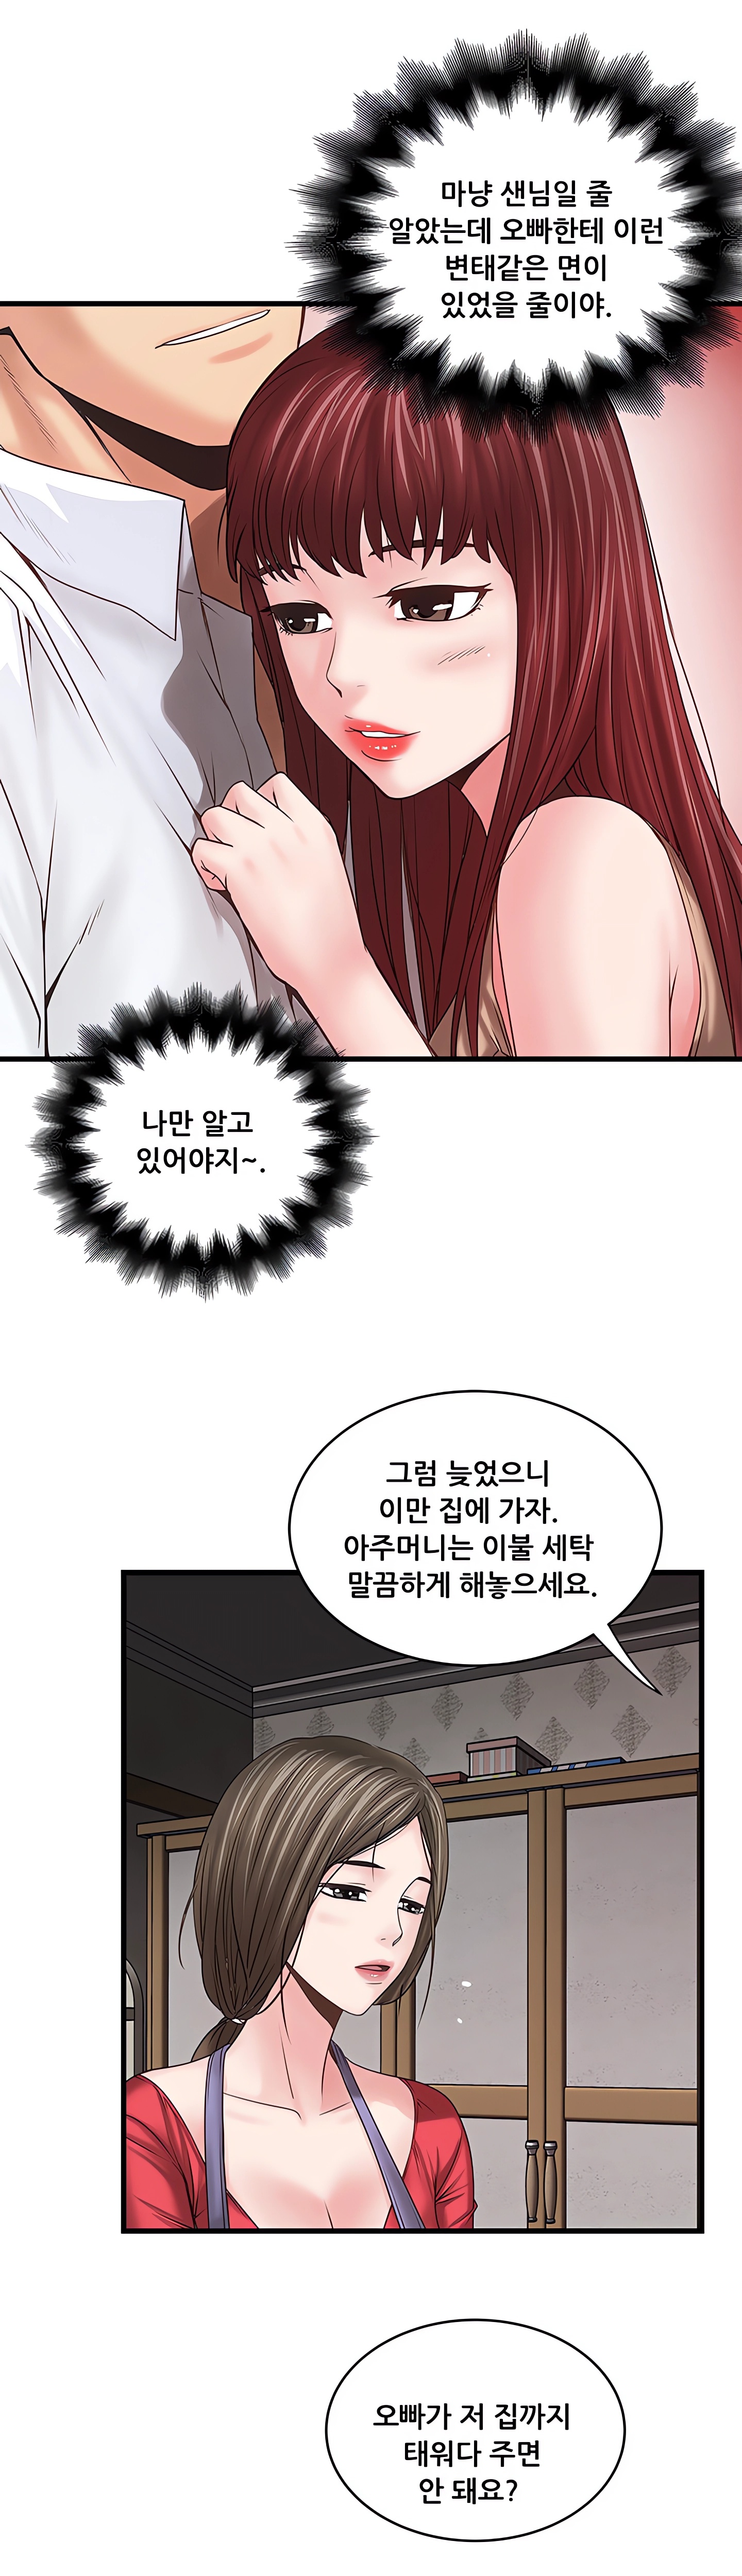 마냥 샌님일 줄
알았는데 오빠한테 이런
변태같은 면이
있었을 줄이야.
나만 알고
있어야지~.
그럼 늦었으니
이만 집에 가자.
아주머니는 이불 세탁
말끔하게 해놓으세요.
오빠가 저 집까지
태워다 주면
안 돼요?